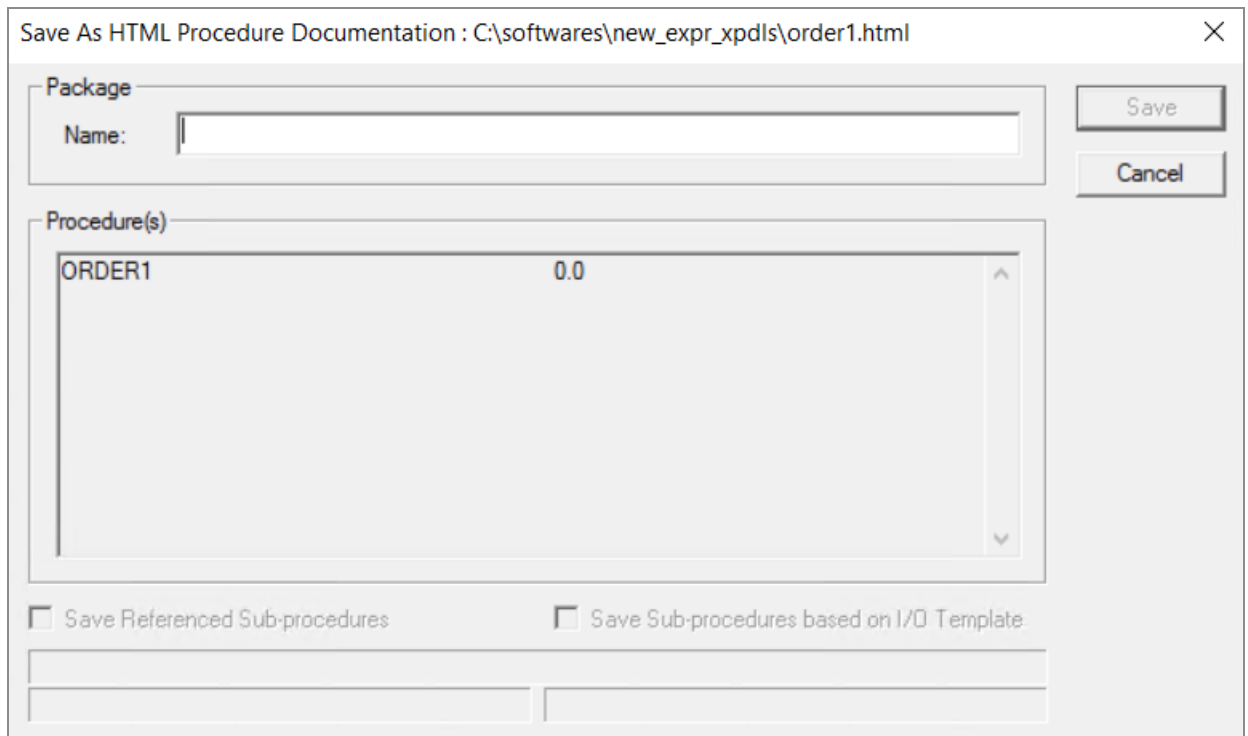 Save As HTML Procedure Documentation : C:\softwares\new_expr_xpdls\order1.html
Package
Save
Name:
Cancel
Procedure(s)
ORDER1 0.0
Save Referenced Sub-procedures Save Sub-procedures based on I/O Template